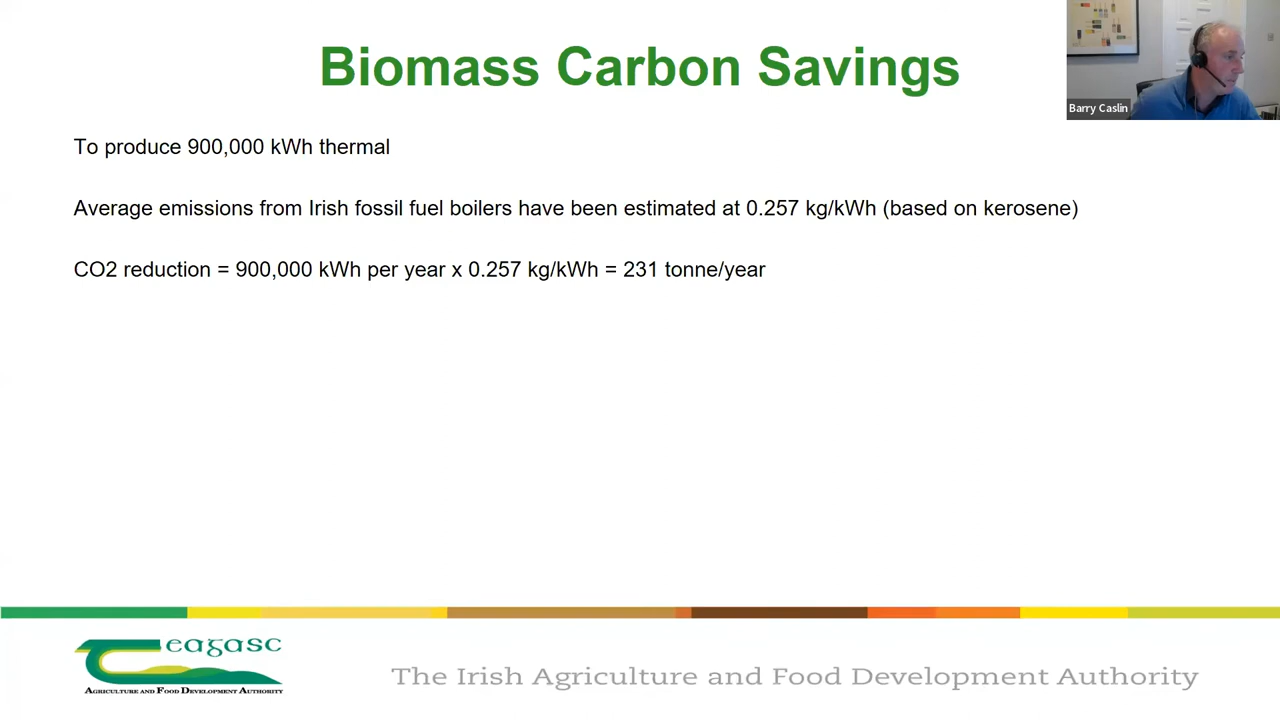 Biomass Carbon Savings
Barry Caslin
To produce 900,000 kWh thermal
Average emissions from Irish fossil fuel boilers have been estimated at 0.257 kg/kWh (based on kerosene)
CO2 reduction = 900,000 kWh per year x 0.257 kg/kWh = 231 tonne/year
teagasc
AGRICULTURE AND FOOD DEVELOPMENT AUTHORITY
The Irish Agriculture and Food Development Authority